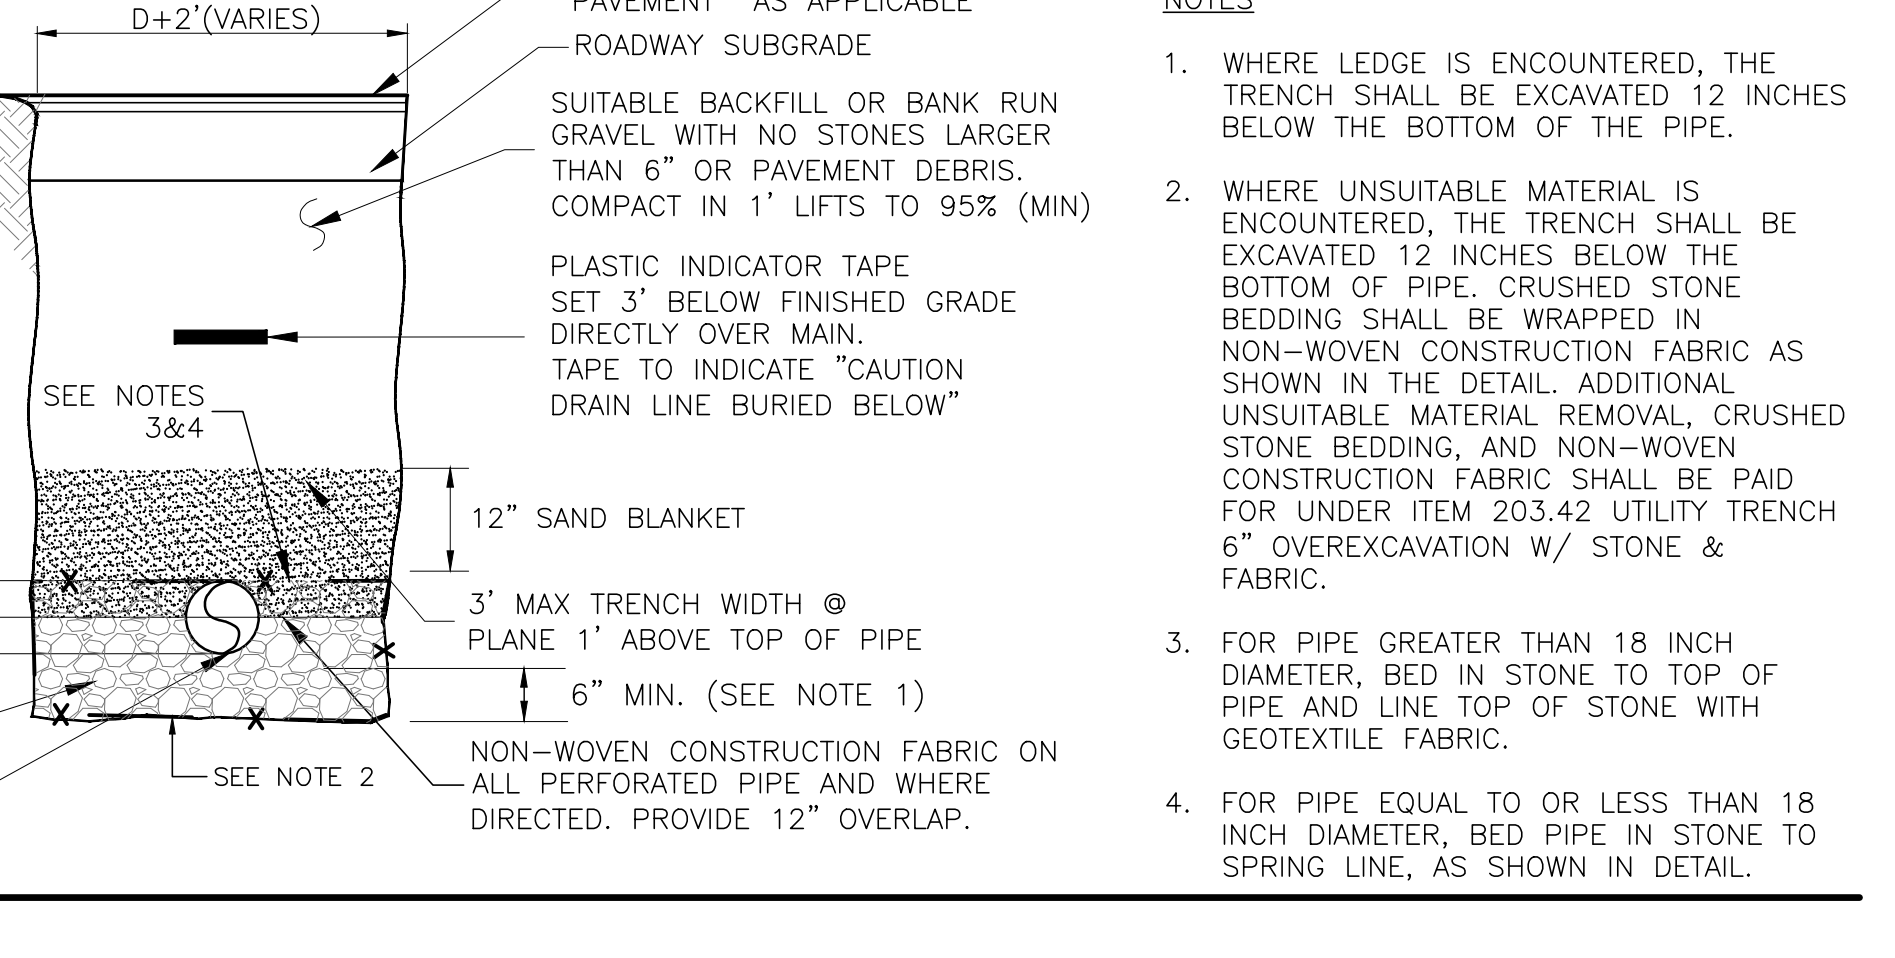 D+2'(VARIES)
PAVEMENT AS APPLICABLE
ROADWAY SUBGRADE
SUITABLE BACKFILL OR BANK RUN
GRAVEL WITH NO STONES LARGER
THAN 6" OR PAVEMENT DEBRIS.
COMPACT IN 1' LIFTS TO 95% (MIN)
PLASTIC INDICATOR TAPE
SET 3' BELOW FINISHED GRADE
DIRECTLY OVER MAIN.
TAPE TO INDICATE "CAUTION
DRAIN LINE BURIED BELOW"
SEE NOTES
3&4
12" SAND BLANKET
3' MAX TRENCH WIDTH @
PLANE 1' ABOVE TOP OF PIPE
6" MIN. (SEE NOTE 1)
NON-WOVEN CONSTRUCTION FABRIC ON
ALL PERFORATED PIPE AND WHERE
DIRECTED. PROVIDE 12" OVERLAP.
SEE NOTE 2
NOTES
1. WHERE LEDGE IS ENCOUNTERED, THE
TRENCH SHALL BE EXCAVATED 12 INCHES
BELOW THE BOTTOM OF THE PIPE.
2. WHERE UNSUITABLE MATERIAL IS
ENCOUNTERED, THE TRENCH SHALL BE
EXCAVATED 12 INCHES BELOW THE
BOTTOM OF PIPE. CRUSHED STONE
BEDDING SHALL BE WRAPPED IN
NON-WOVEN CONSTRUCTION FABRIC AS
SHOWN IN THE DETAIL. ADDITIONAL
UNSUITABLE MATERIAL REMOVAL, CRUSHED
STONE BEDDING, AND NON-WOVEN
CONSTRUCTION FABRIC SHALL BE PAID
FOR UNDER ITEM 203.42 UTILITY TRENCH
6" OVEREXCAVATION W/ STONE &
FABRIC.
3. FOR PIPE GREATER THAN 18 INCH
DIAMETER, BED IN STONE TO TOP OF
PIPE AND LINE TOP OF STONE WITH
GEOTEXTILE FABRIC.
4. FOR PIPE EQUAL TO OR LESS THAN 18
INCH DIAMETER, BED PIPE IN STONE TO
SPRING LINE, AS SHOWN IN DETAIL.